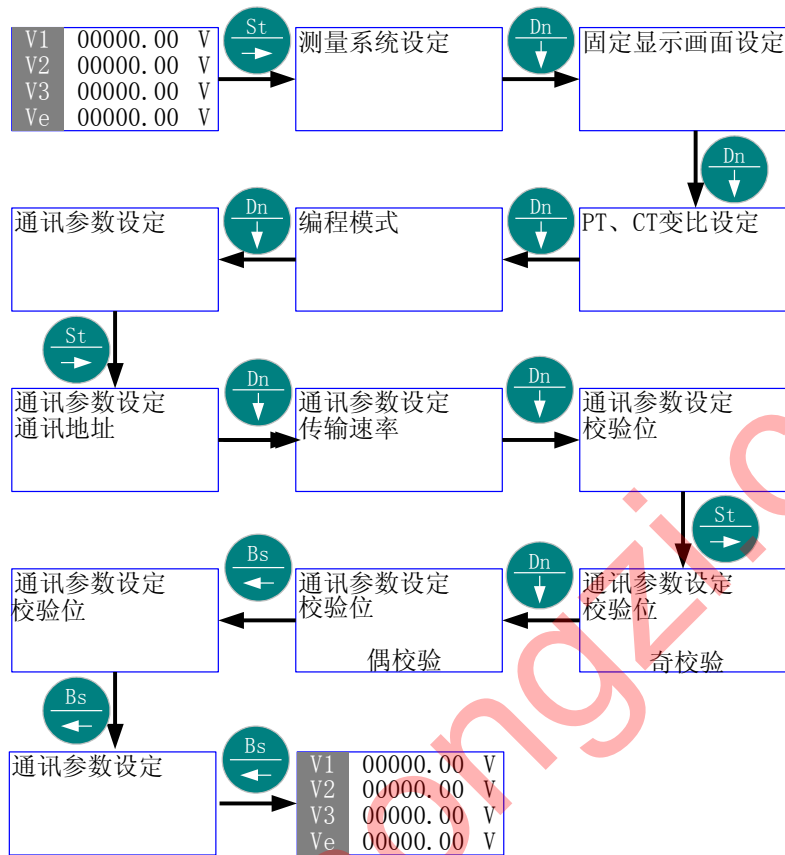 V1 00000.00 V
V2 00000.00 V
V3 00000.00 V
Ve 00000.00 V
St
测量系统设定
Dn
固定显示画面设定
Dn
PT、CT变比设定
Dn
编程模式
Dn
通讯参数设定
St
通讯参数设定
通讯地址
Dn
通讯参数设定
传输速率
Dn
通讯参数设定
校验位
St
通讯参数设定
校验位
奇校验
Dn
通讯参数设定
校验位
偶校验
Bs
通讯参数设定
校验位
Bs
通讯参数设定
Bs
V1 00000.00 V
V2 00000.00 V
V3 00000.00 V
Ve 00000.00 V
ongzi.c